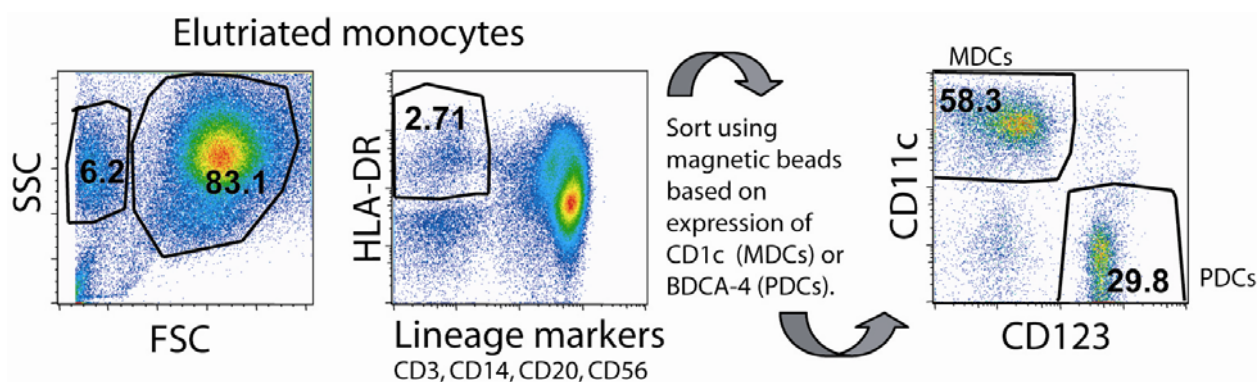 Elutriated monocytes
SSC
6.2
83.1
FSC
HLA-DR
2.71
Lineage markers
CD3, CD14, CD20, CD56
Sort using
magnetic beads
based on
expression of
CD1c (MDCs) or
BDCA-4 (PDCs).
MDCs
CD11c
58.3
29.8
PDCs
CD123